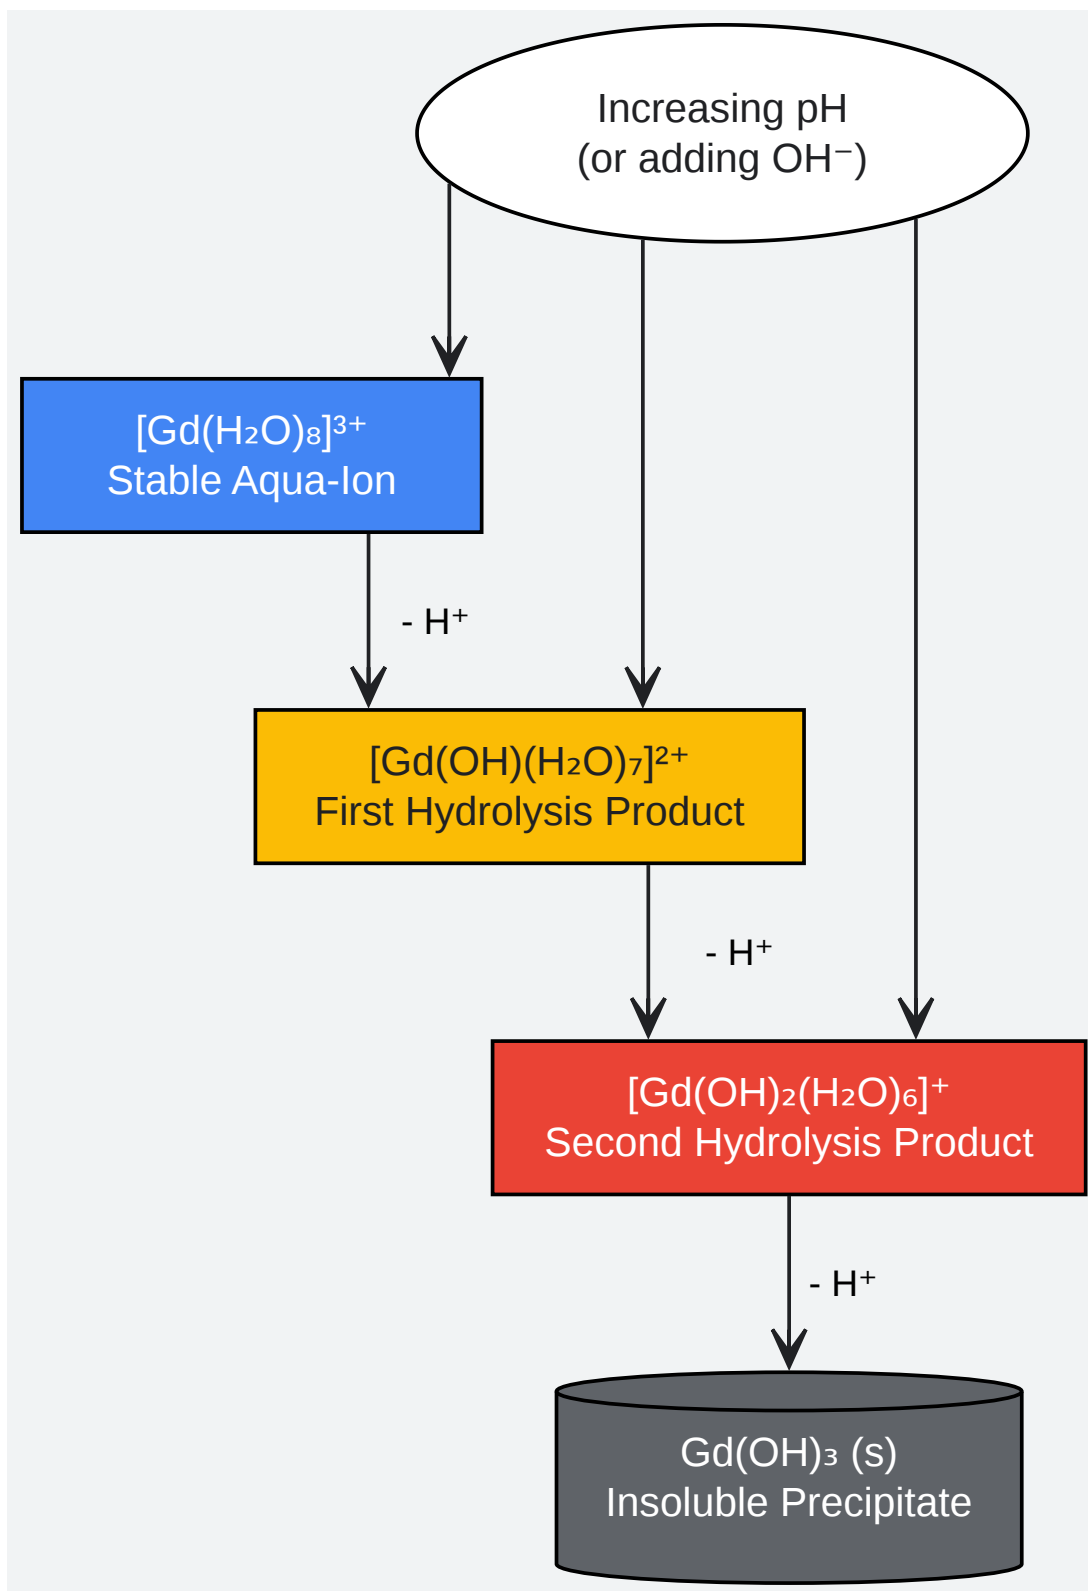 Increasing pH
(or adding OH⁻)
[Gd(H₂O)₈]³⁺
Stable Aqua-Ion
- H⁺
[Gd(OH)(H₂O)₇]²⁺
First Hydrolysis Product
- H⁺
[Gd(OH)₂(H₂O)₆]⁺
Second Hydrolysis Product
- H⁺
Gd(OH)₃ (s)
Insoluble Precipitate